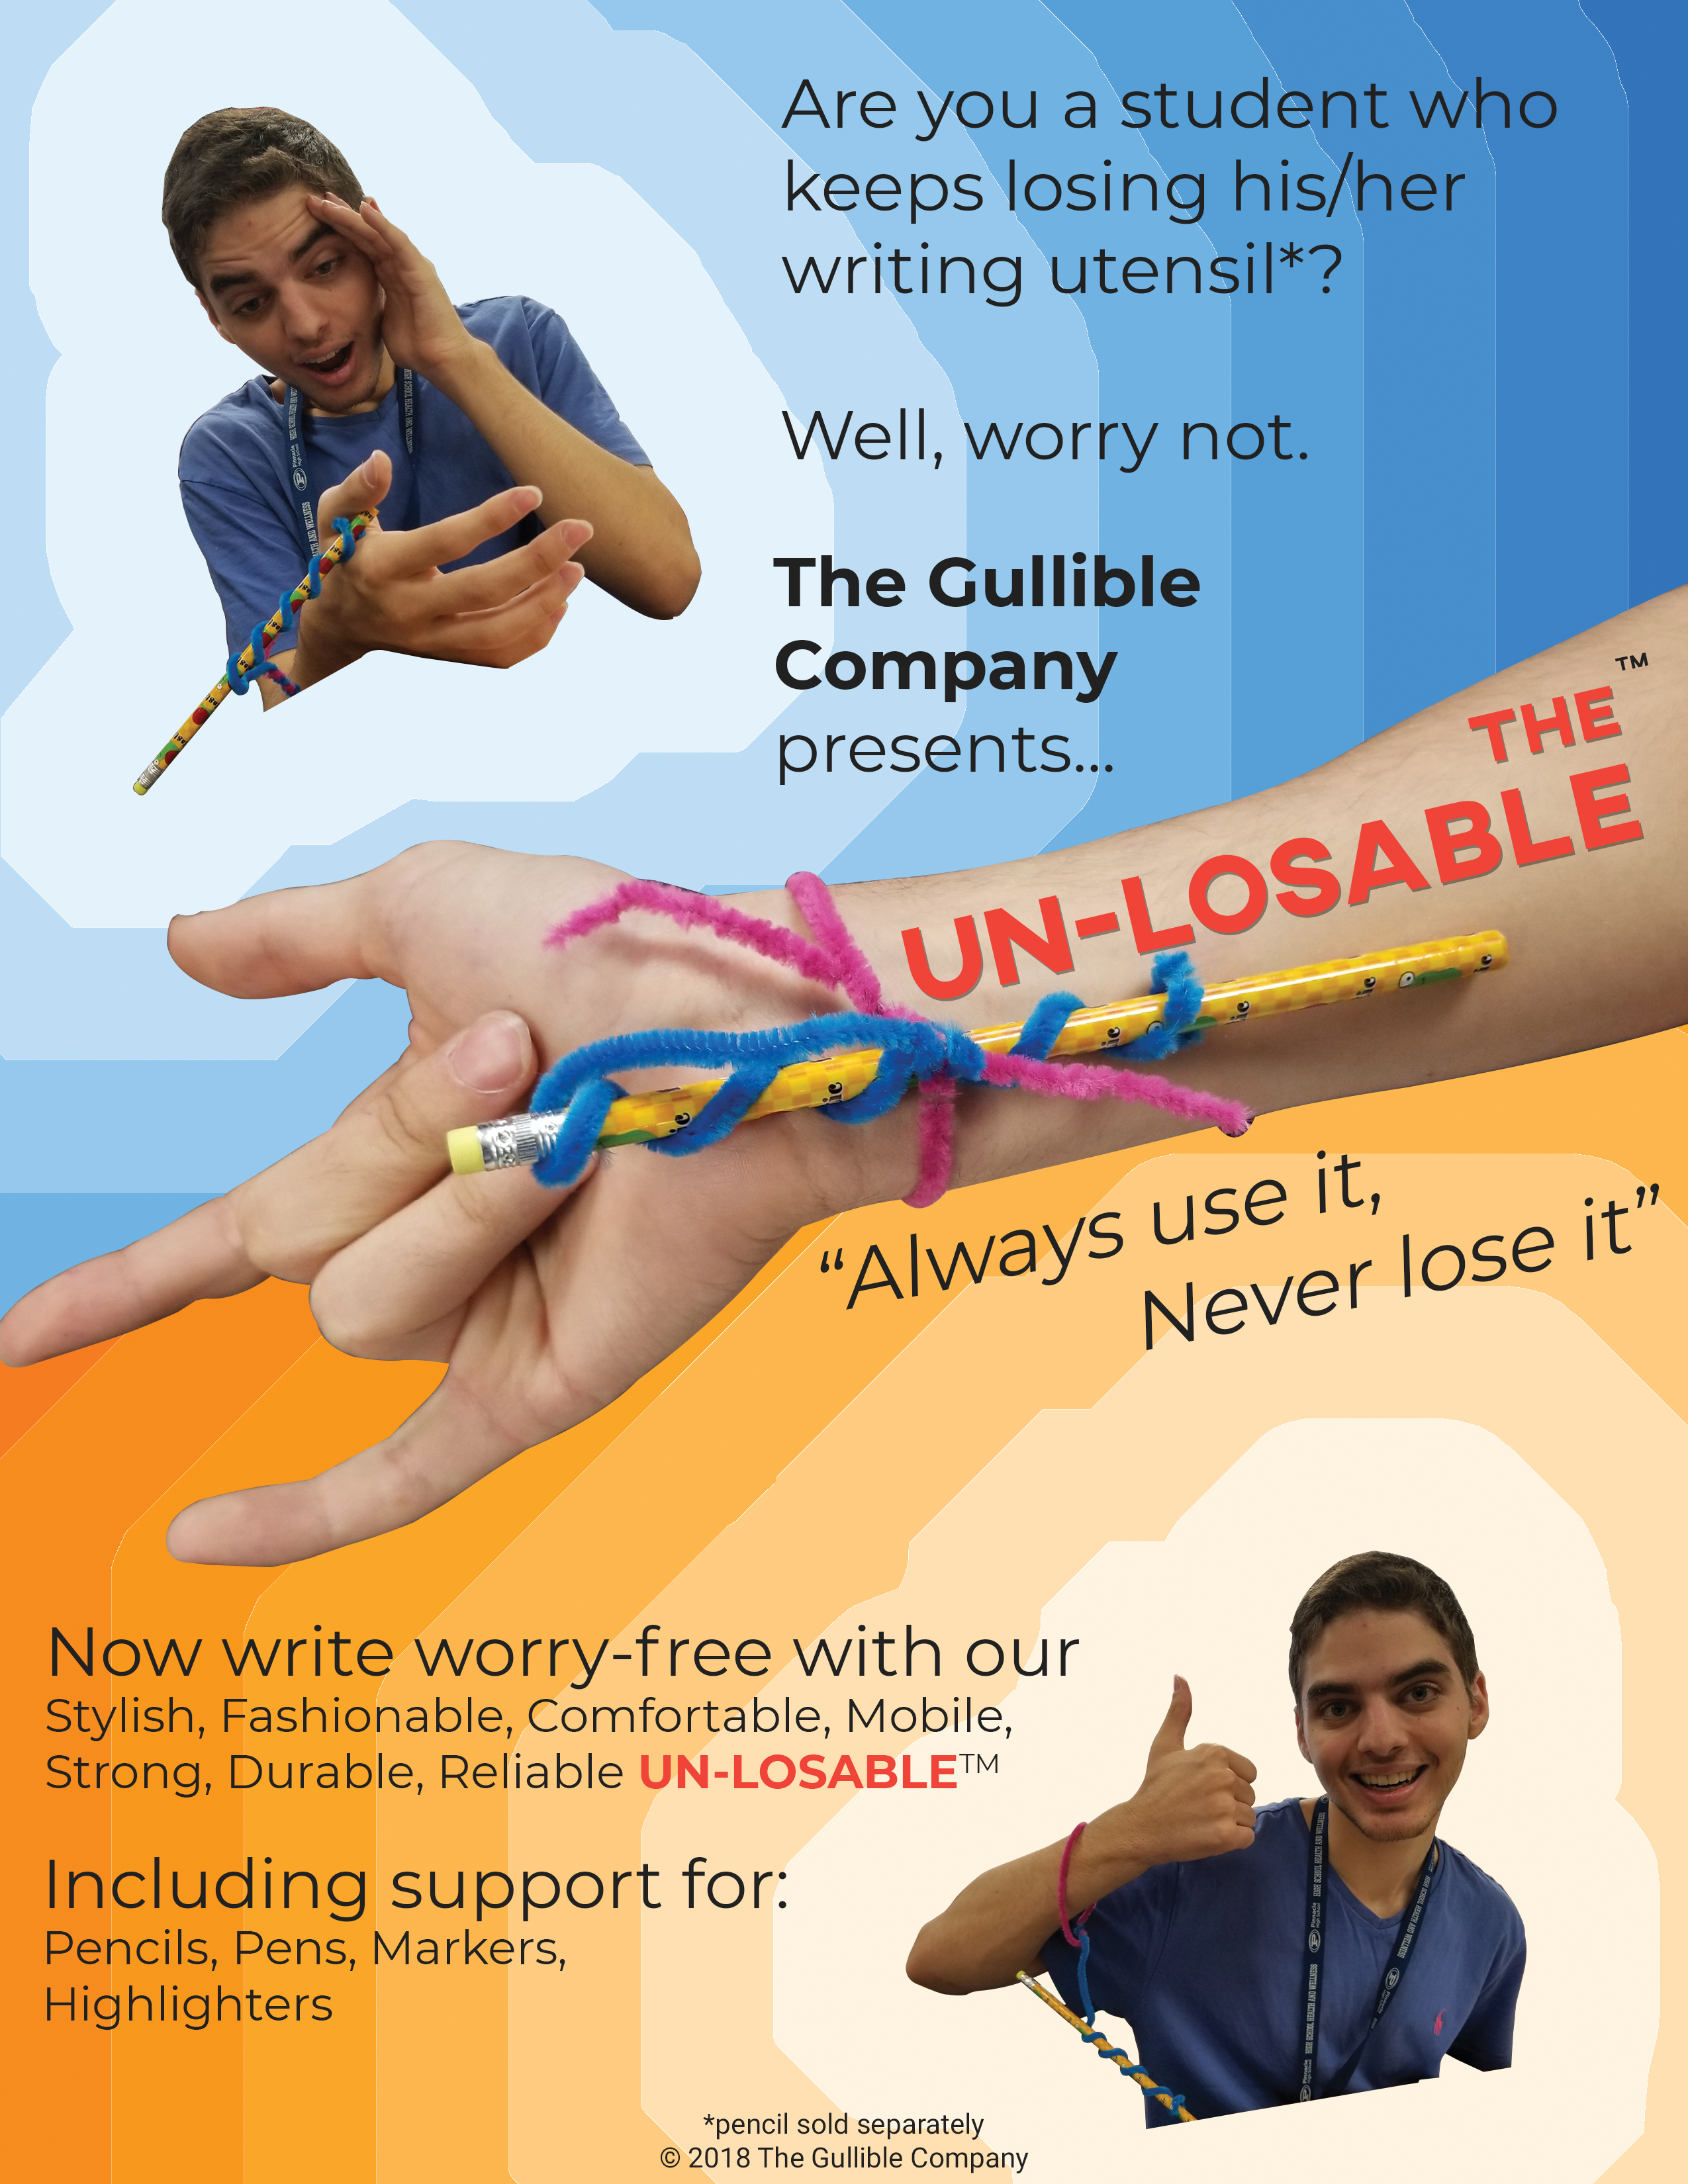 Are you a student who
keeps losing his/her
writing utensil*?
Well, worry not.
The Gullible
Company
presents...
THE™
UN-LOSABLE
“Always use it,
Never lose it”
Now write worry-free with our
Stylish, Fashionable, Comfortable, Mobile,
Strong, Durable, Reliable UN-LOSABLE™
Including support for:
Pencils, Pens, Markers,
Highlighters
*pencil sold separately
© 2018 The Gullible Company